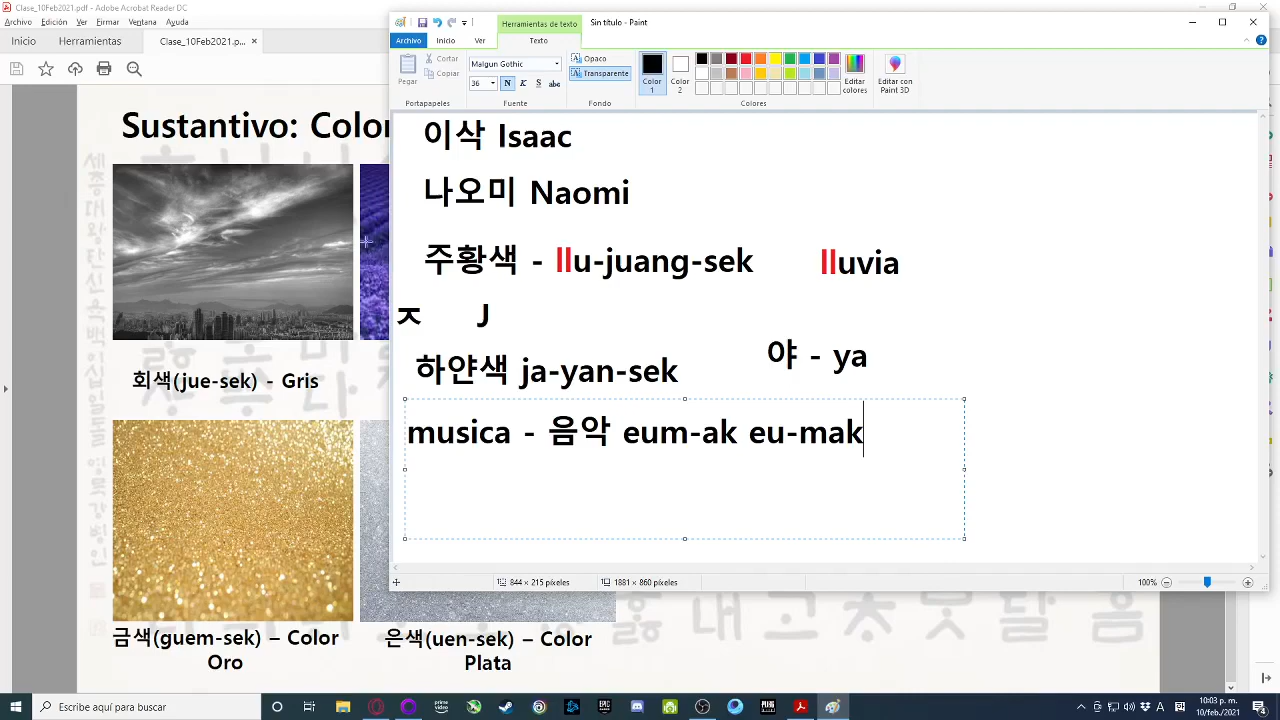 Clase_10Feb2021.pdf - Adobe Acrobat Reader DC
Archivo Edición Ver Firmar Ventana Ayuda
Inicio Herramientas Clase_10Feb2021.p... ×
Sustantivo: Color
회색(jue-sek) - Gris
금색(guem-sek) – Color
Oro
은색(uen-sek) – Color
Plata
Herramientas de texto
Sin título - Paint
Archivo Inicio Ver Texto
Pegar
Cortar
Copiar
Portapapeles
Malgun Gothic
36 N K S abc
Fuente
Opaco
Transparente
Fondo
Color
1
Color
2
Editar
colores
Colores
Editar con
Paint 3D
이삭 Isaac
나오미 Naomi
주황색 - llu-juang-sek lluvia
ㅈ J
하얀색 ja-yan-sek 야 - ya
musica - 음악 eum-ak eu-mak
844 × 215 píxeles
1881 × 860 píxeles
100%
Escribe aquí para buscar
prime video
PUBG
10:03 p. m.
10/feb./2021